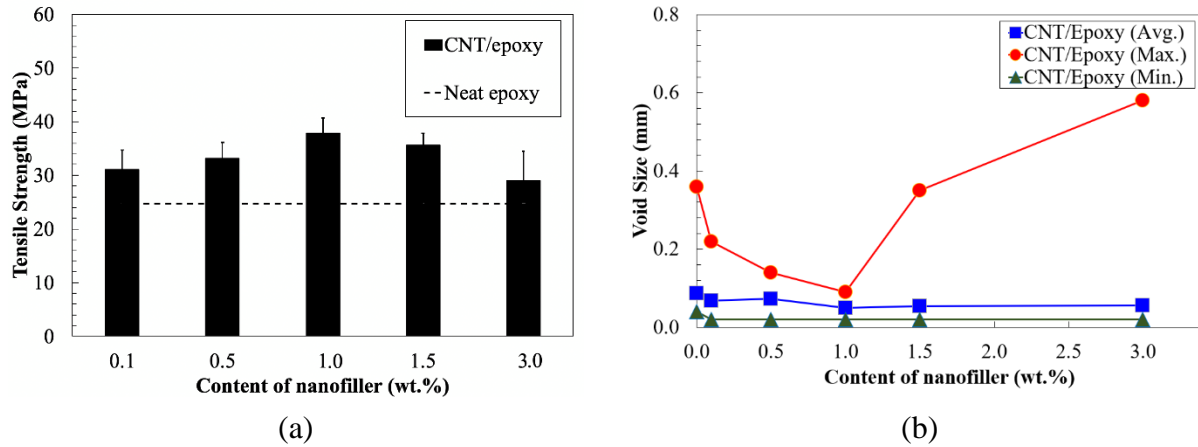 60
50
40
30
20
10
0
Tensile Strength (MPa)
CNT/epoxy
Neat epoxy
0.1 0.5 1.0 1.5 3.0
Content of nanofiller (wt.%)
(a)
0.8
0.6
0.4
0.2
0.0
Void Size (mm)
CNT/Epoxy (Avg.)
CNT/Epoxy (Max.)
CNT/Epoxy (Min.)
0.0 0.5 1.0 1.5 2.0 2.5 3.0
Content of nanofiller (wt.%)
(b)